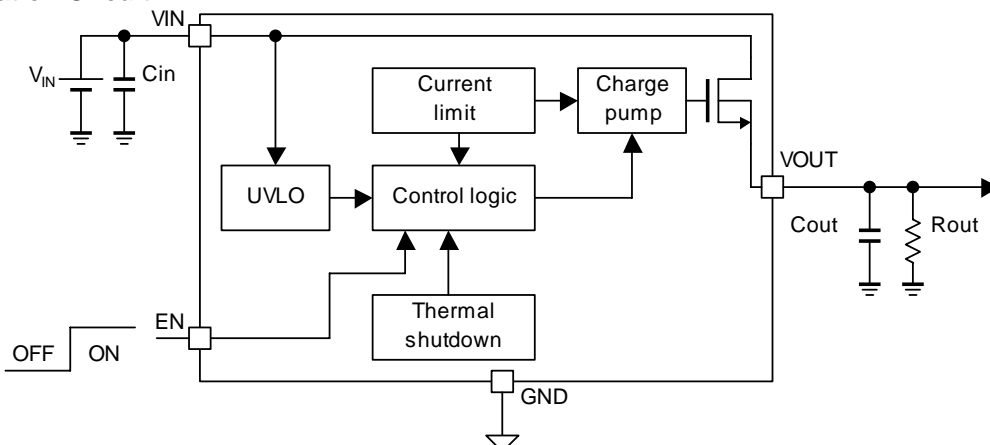 VIN
V_IN
Cin
Current
limit
Charge
pump
VOUT
UVLO
Control logic
Cout
Rout
Thermal
shutdown
EN
OFF
ON
GND